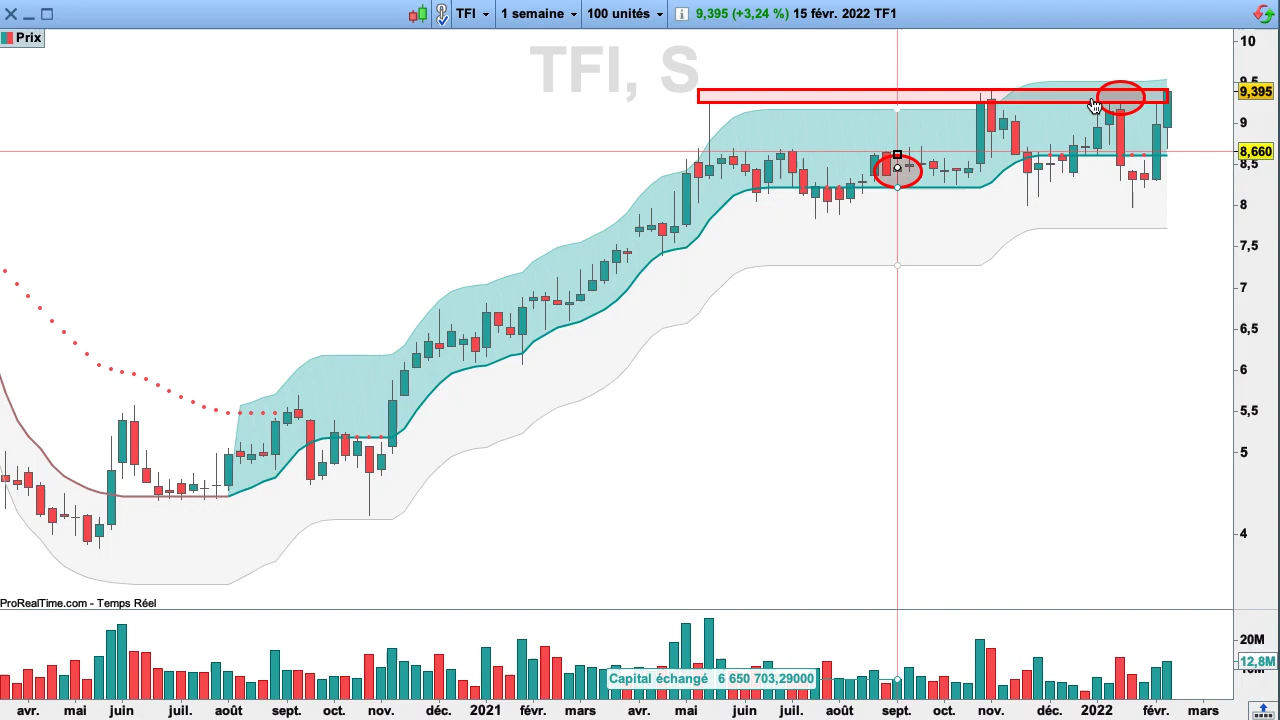 TFI 1 semaine 100 unités 9,395 (+3,24 %) 15 févr. 2022 TF1
Prix
TFI, S
10
9,5
9,395
9
8,660
8,5
8
7,5
7
6,5
6
5,5
5
4
ProRealTime.com - Temps Réel
20M
12,8M
Capital échangé 6 650 703,29000
avr. mai juin juil. août sept. oct. nov. déc. 2021 févr. mars avr. mai juin juil. août sept. oct. nov. déc. 2022 févr. mars